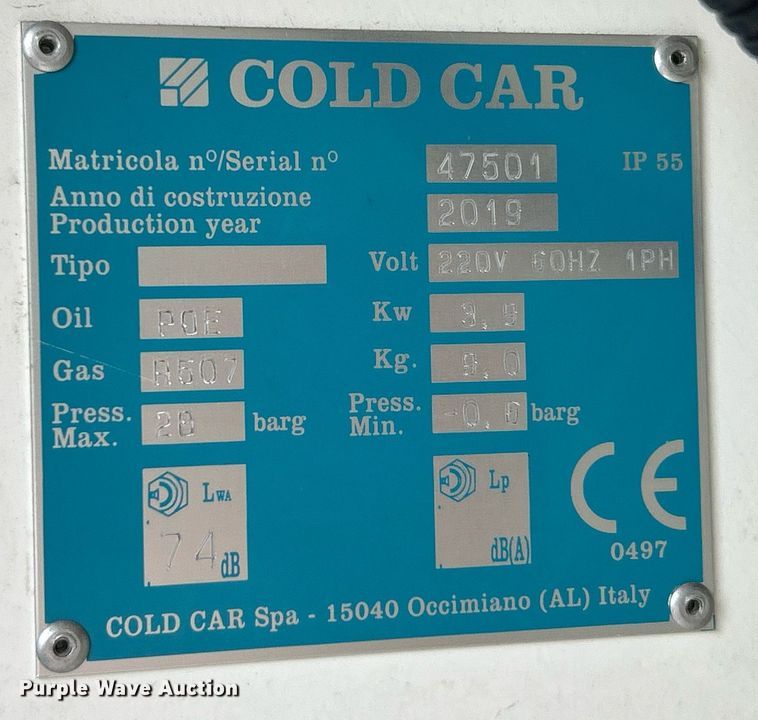 COLD CAR
Matricola nº/Serial nº 47501 IP 55
Anno di costruzione
Production year 2019
Tipo Volt 220V 60HZ 1PH
Oil POE Kw 3,9
Gas R507 Kg. 9,0
Press. Max. 28 barg Press. Min. -0,6 barg
LWA 74 dB Lp dB(A)
CE 0497
COLD CAR Spa - 15040 Occimiano (AL) Italy
Purple Wave Auction